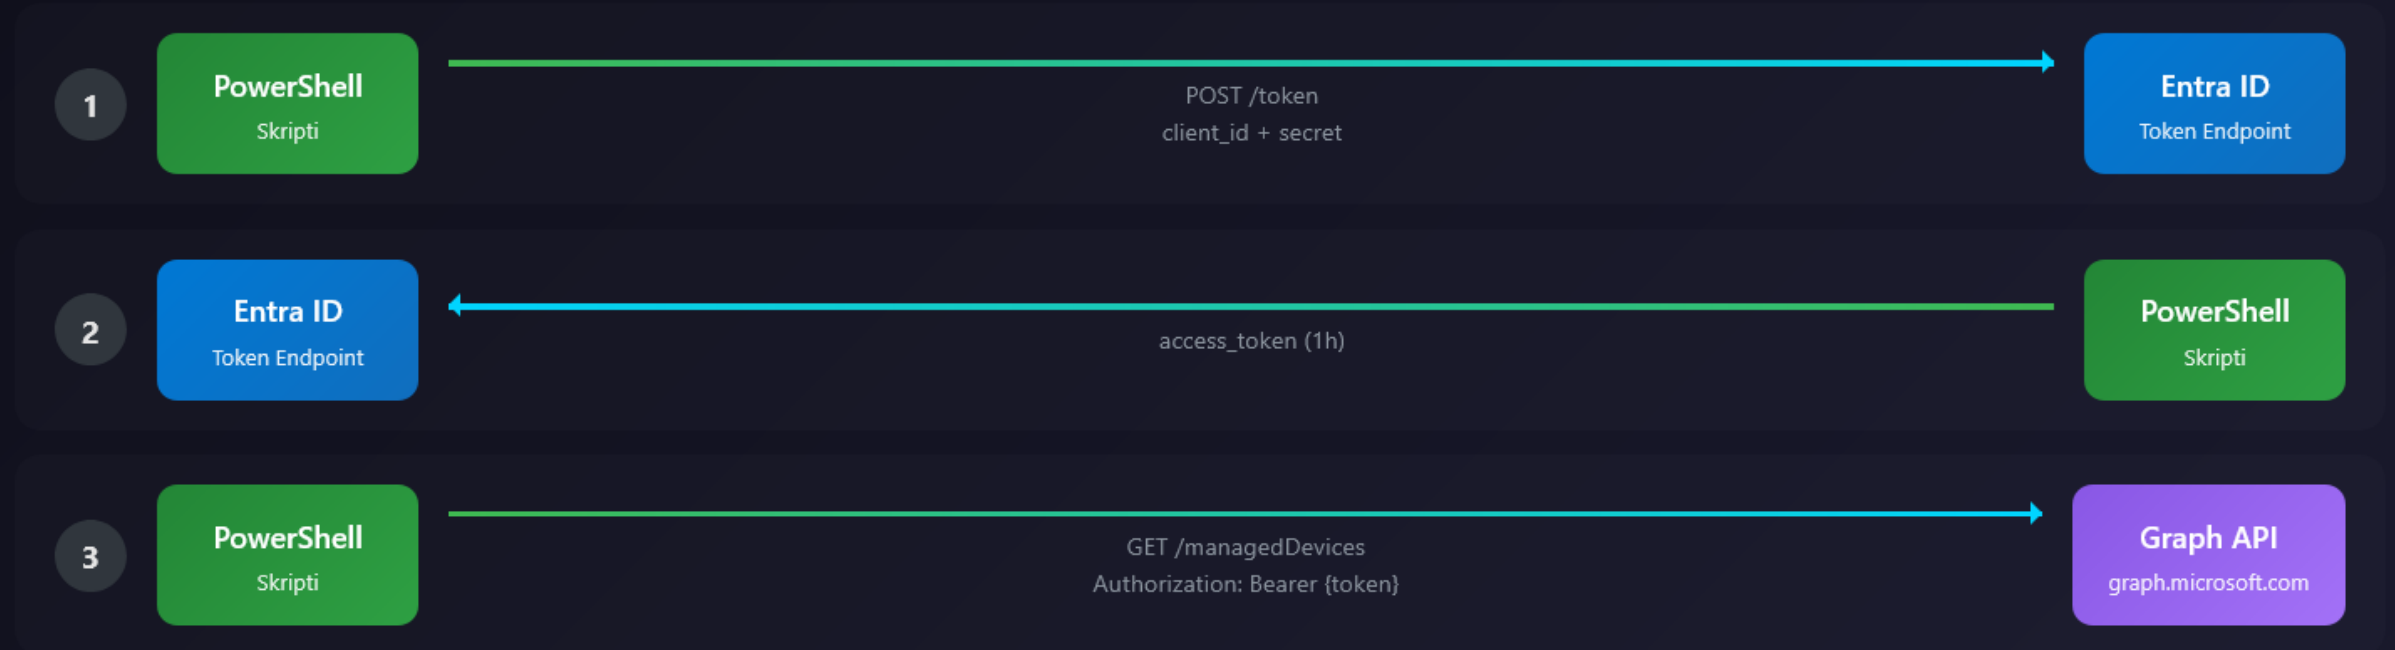 1
PowerShell
Skripti
POST /token
client_id + secret
Entra ID
Token Endpoint
2
Entra ID
Token Endpoint
access_token (1h)
PowerShell
Skripti
3
PowerShell
Skripti
GET /managedDevices
Authorization: Bearer {token}
Graph API
graph.microsoft.com